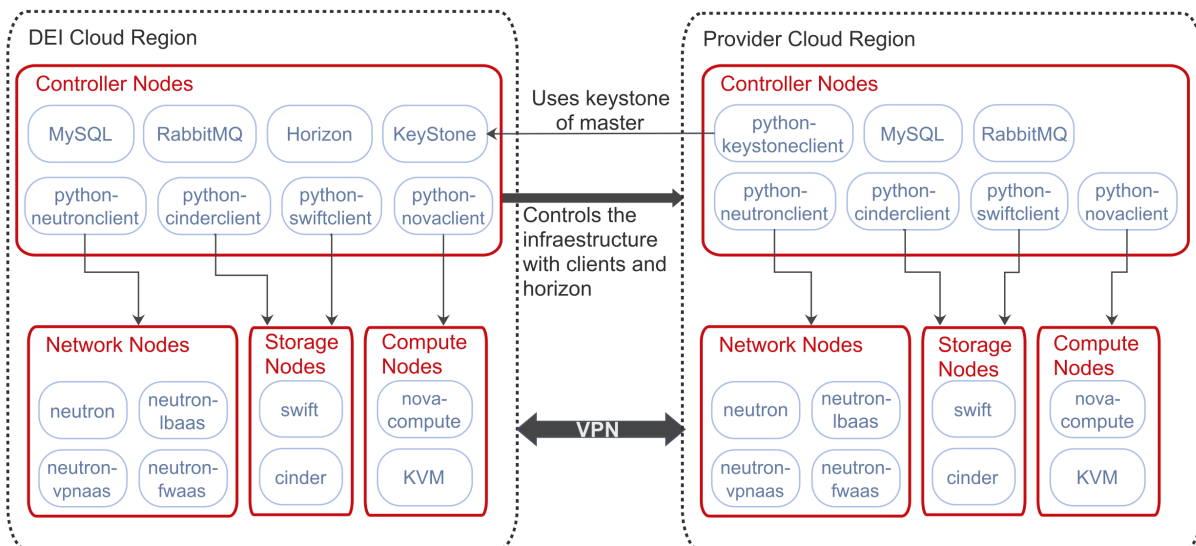 DEI Cloud Region
Controller Nodes
MySQL
RabbitMQ
Horizon
KeyStone
python-
neutronclient
python-
cinderclient
python-
swiftclient
python-
novaclient
Network Nodes
neutron
neutron-
lbaas
neutron-
vpnaas
neutron-
fwaas
Storage
Nodes
swift
cinder
Compute
Nodes
nova-
compute
KVM
Uses keystone
of master
Controls the
infraestructure
with clients and
horizon
VPN
Provider Cloud Region
Controller Nodes
python-
keystoneclient
MySQL
RabbitMQ
python-
neutronclient
python-
cinderclient
python-
swiftclient
python-
novaclient
Network Nodes
neutron
neutron-
lbaas
neutron-
vpnaas
neutron-
fwaas
Storage
Nodes
swift
cinder
Compute
Nodes
nova-
compute
KVM